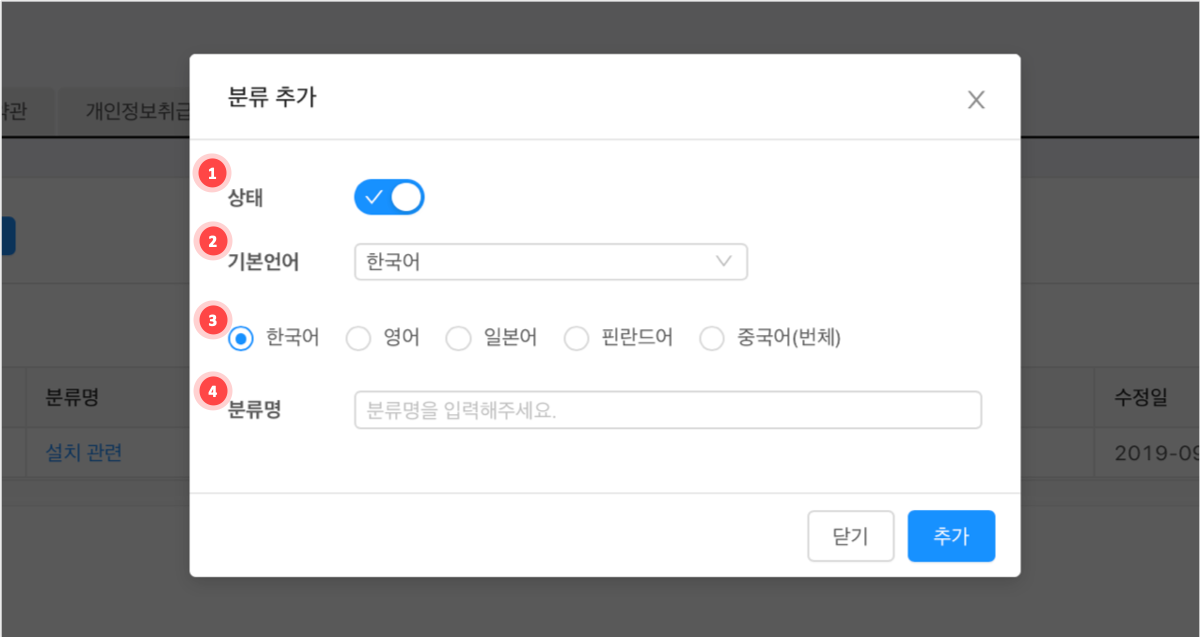 분류 추가
약관
개인정보취급
1
상태
2
기본언어
한국어
3
한국어 영어 일본어 핀란드어 중국어(번체)
4
분류명
분류명을 입력해주세요.
분류명
수정일
설치 관련
2019-09
닫기
추가